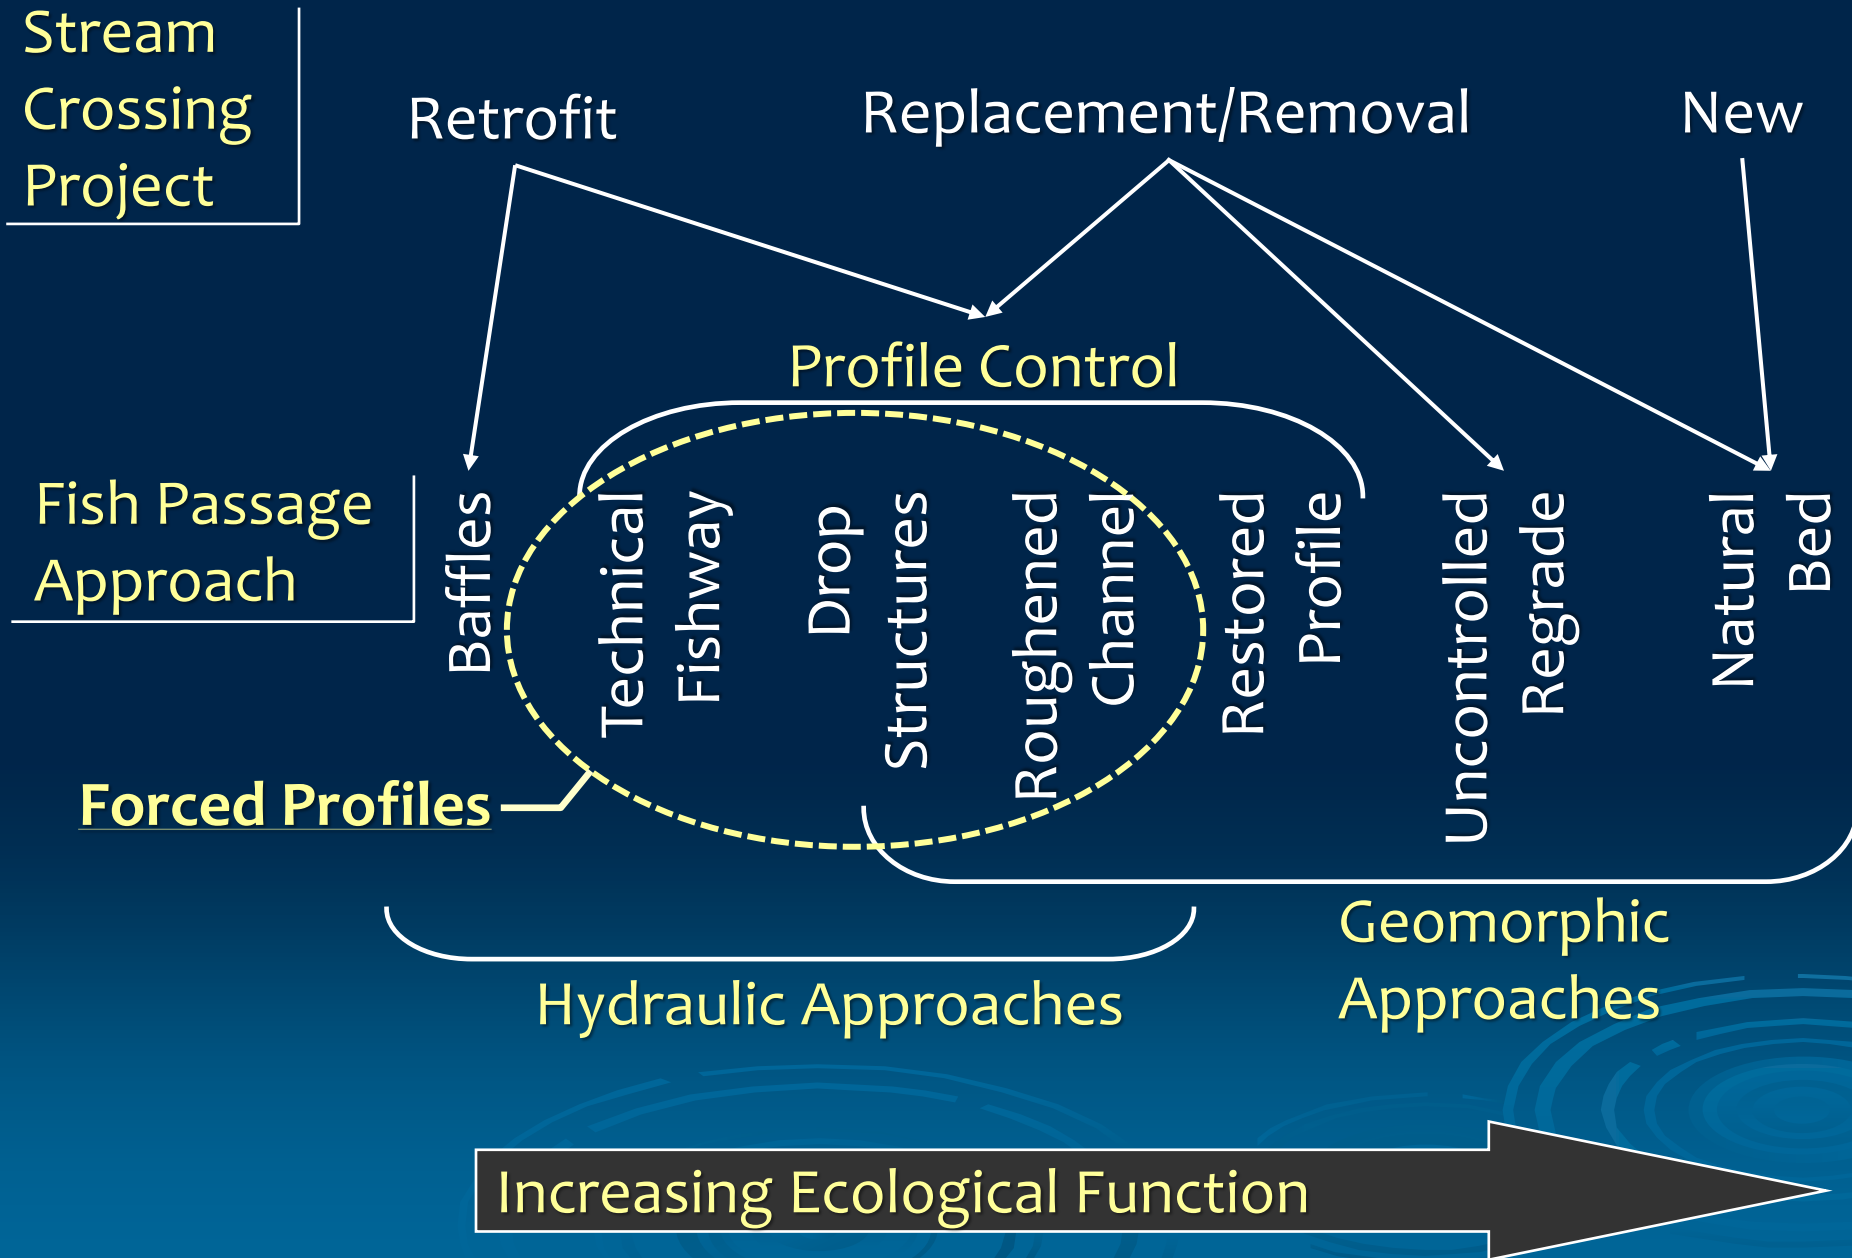 Stream
Crossing
Project
Retrofit
Replacement/Removal
New
Profile Control
Fish Passage
Approach
Baffles
Technical
Fishway
Drop
Structures
Roughened
Channel
Restored
Profile
Uncontrolled
Regrade
Natural
Bed
Forced Profiles
Geomorphic
Approaches
Hydraulic Approaches
Increasing Ecological Function